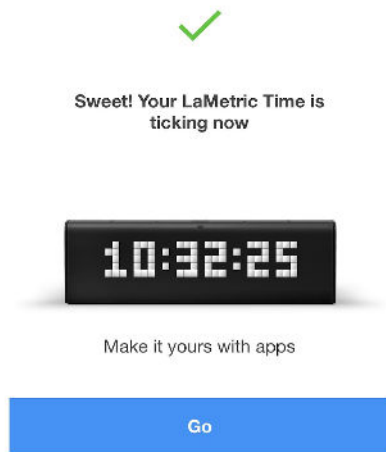 Sweet! Your LaMetric Time is
ticking now
10:32:25
Make it yours with apps
Go